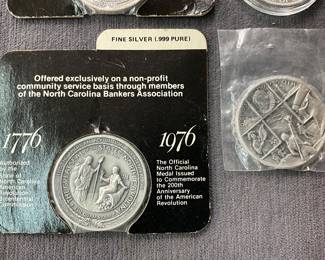 FINE SILVER (.999 PURE)
Offered exclusively on a non-profit
community service basis through members
of the North Carolina Bankers Association
1776
Authorized
by the
State of
North Carolina
American
Revolution
Bicentennial
Commission
1976
The Official
North Carolina
Medal Issued
to Commemorate
the 200th
Anniversary
of the American
Revolution